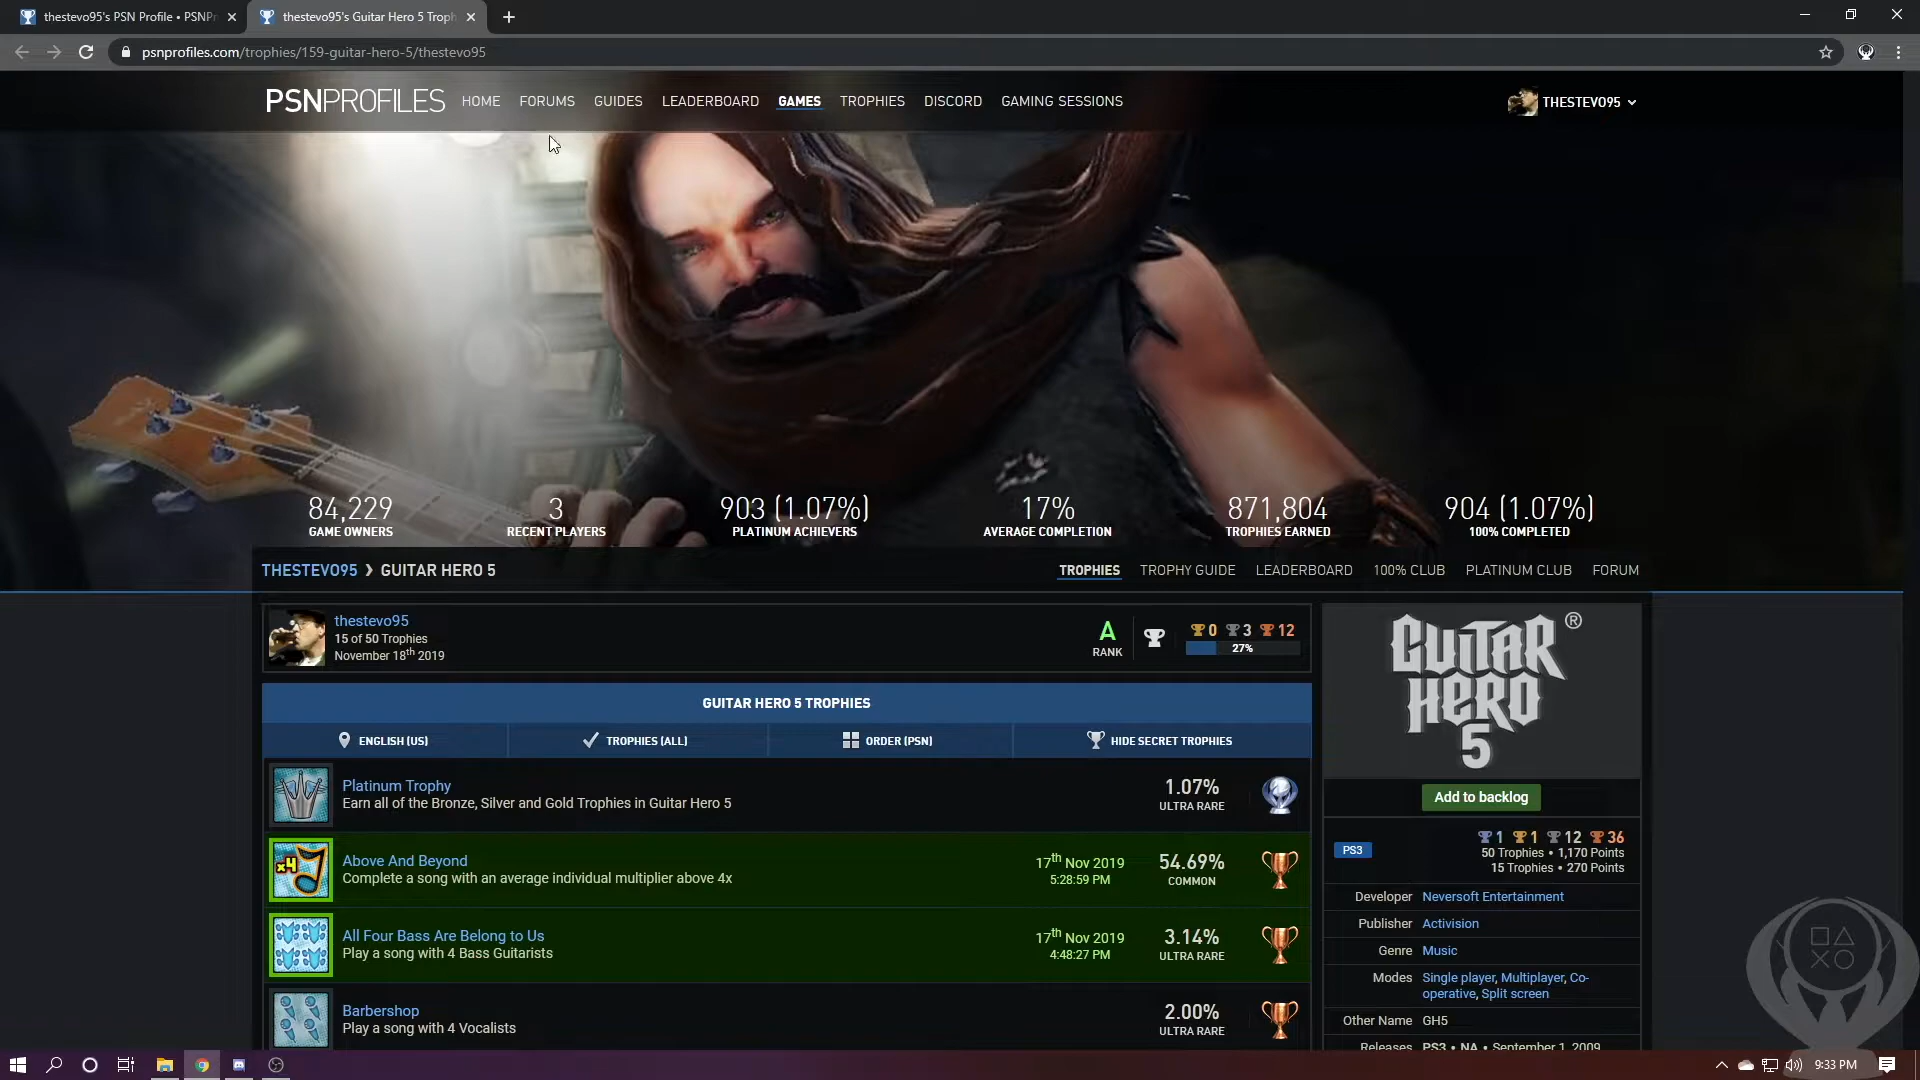 thestevo95's PSN Profile • PSNPr
thestevo95's Guitar Hero 5 Troph
psnprofiles.com/trophies/159-guitar-hero-5/thestevo95
PSNPROFILES HOME FORUMS GUIDES LEADERBOARD GAMES TROPHIES DISCORD GAMING SESSIONS THESTEVO95
84,229 3 903 (1.07%) 17% 871,804 904 (1.07%)
GAME OWNERS RECENT PLAYERS PLATINUM ACHIEVERS AVERAGE COMPLETION TROPHIES EARNED 100% COMPLETED
THESTEVO95 GUITAR HERO 5 TROPHIES TROPHY GUIDE LEADERBOARD 100% CLUB PLATINUM CLUB FORUM
thestevo95
15 of 50 Trophies
November 18th 2019
A
RANK
0 3 12
27%
GUITAR HERO 5 TROPHIES
ENGLISH (US) TROPHIES (ALL) ORDER (PSN) HIDE SECRET TROPHIES
Platinum Trophy
Earn all of the Bronze, Silver and Gold Trophies in Guitar Hero 5
1.07%
ULTRA RARE
x4
Above And Beyond
Complete a song with an average individual multiplier above 4x
17th Nov 2019
5:28:59 PM
54.69%
COMMON
All Four Bass Are Belong to Us
Play a song with 4 Bass Guitarists
17th Nov 2019
4:48:27 PM
3.14%
ULTRA RARE
Barbershop
Play a song with 4 Vocalists
2.00%
ULTRA RARE
GUITAR ®
HERO
5
Add to backlog
PS3
1 1 12 36
50 Trophies • 1,170 Points
15 Trophies • 270 Points
Developer Neversoft Entertainment
Publisher Activision
Genre Music
Modes Single player, Multiplayer, Co-
operative, Split screen
Other Name GH5
Releases PS3 • NA • September 1, 2009
9:33 PM